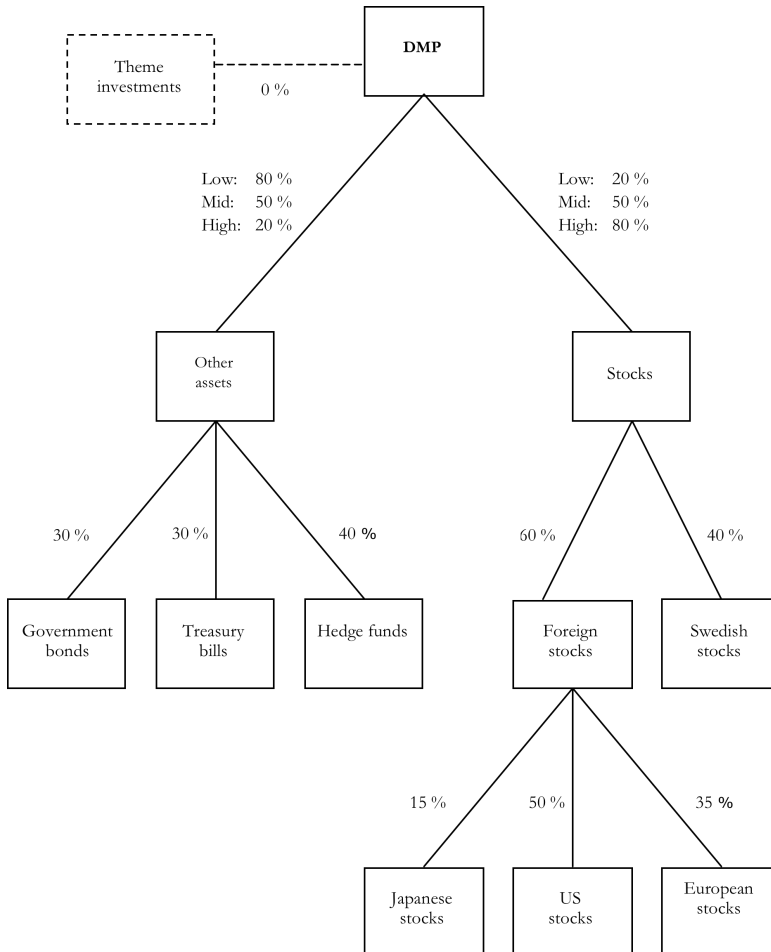 DMP
Theme
investments
0 %
Low: 80 %
Mid: 50 %
High: 20 %
Low: 20 %
Mid: 50 %
High: 80 %
Other
assets
Stocks
30 %
30 %
40 %
60 %
40 %
Government
bonds
Treasury
bills
Hedge funds
Foreign
stocks
Swedish
stocks
15 %
50 %
35 %
Japanese
stocks
US
stocks
European
stocks